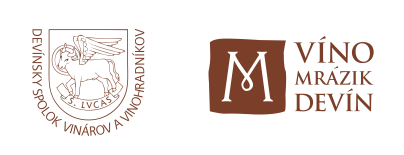 DEVÍNSKY SPOLOK VINÁROV A VINOHRADNÍKOV
S. LVCAS
M
VÍNO
MRÁZIK
DEVÍN